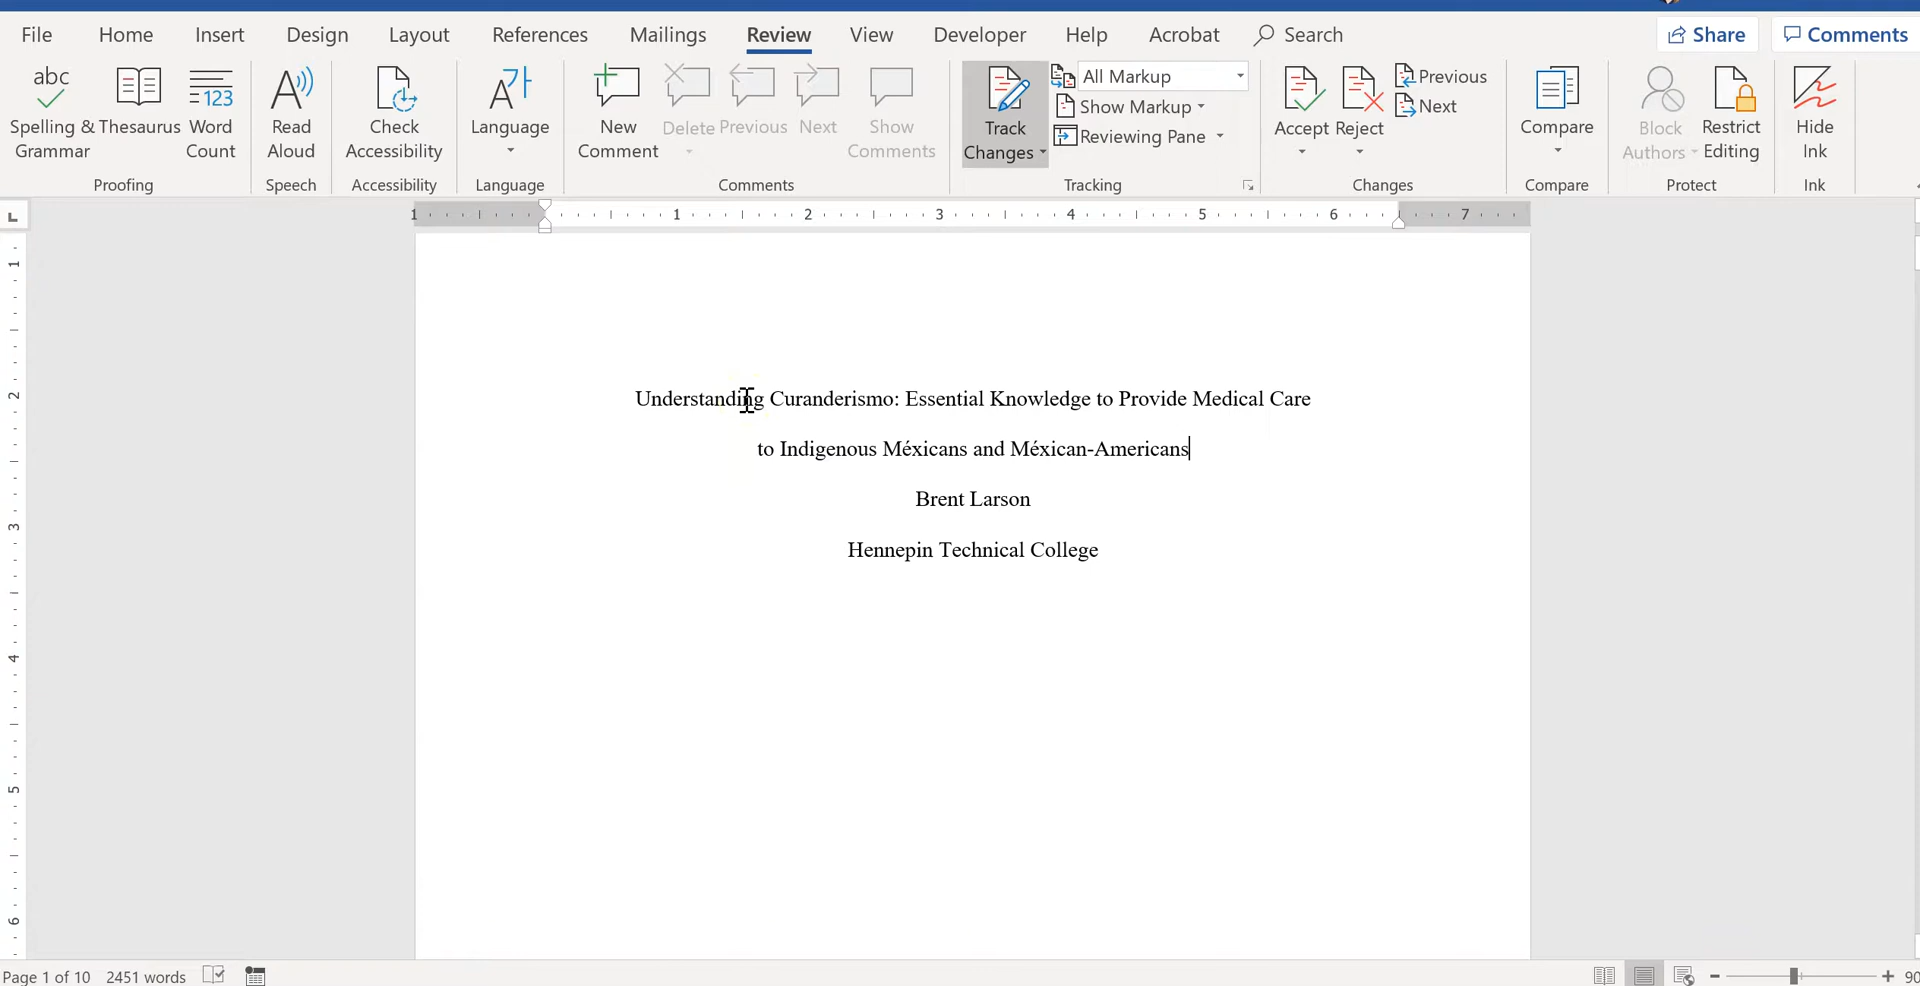 File Home Insert Design Layout References Mailings Review View Developer Help Acrobat Search Share Comments
abc
Spelling & Grammar
Thesaurus
123
Word Count
Proofing
A
Read Aloud
Speech
Check Accessibility
Accessibility
A가
Language
Language
New Comment
Delete
Previous
Next
Show Comments
Comments
Track Changes
All Markup
Show Markup
Reviewing Pane
Tracking
Accept
Reject
Previous
Next
Changes
Compare
Compare
Block Authors
Restrict Editing
Protect
Hide Ink
Ink
L
1 1 2 3 4 5 6 7
1
2
3
4
5
6
Understanding Curanderismo: Essential Knowledge to Provide Medical Care
to Indigenous Méxicans and Méxican-Americans
Brent Larson
Hennepin Technical College
Page 1 of 10 2451 words